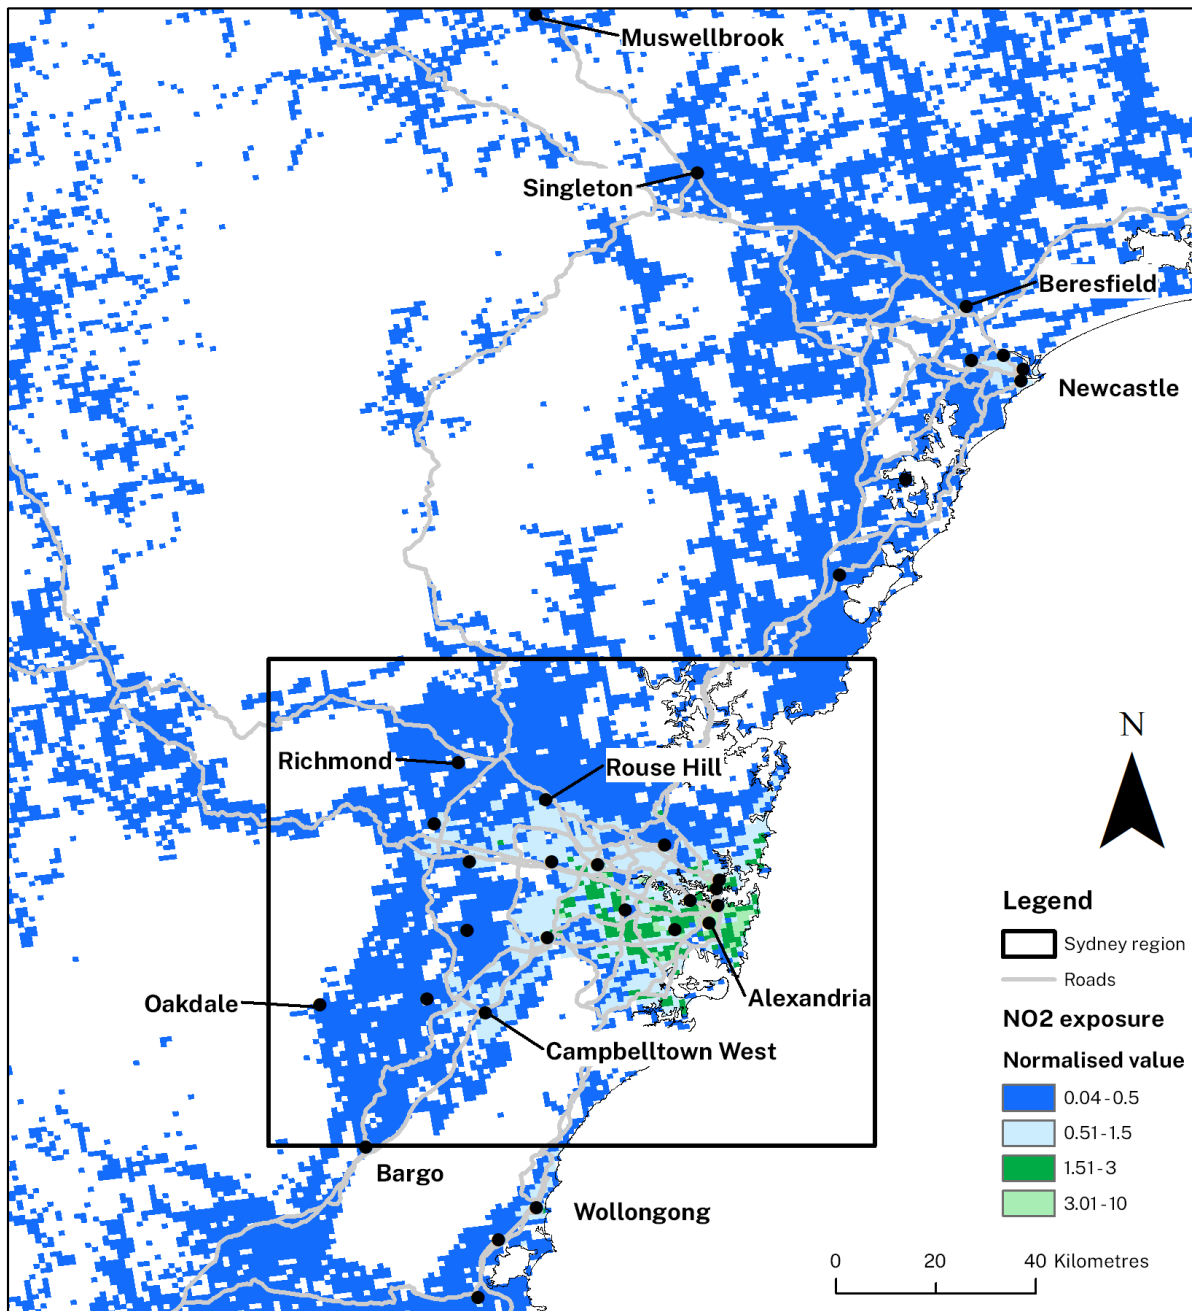 Muswellbrook
Singleton
Beresfield
Newcastle
Richmond
Rouse Hill
Oakdale
Alexandria
Campbelltown West
Bargo
Wollongong
N
Legend
Sydney region
Roads
NO2 exposure
Normalised value
0.04 - 0.5
0.51 - 1.5
1.51 - 3
3.01 - 10
0 20 40 Kilometres